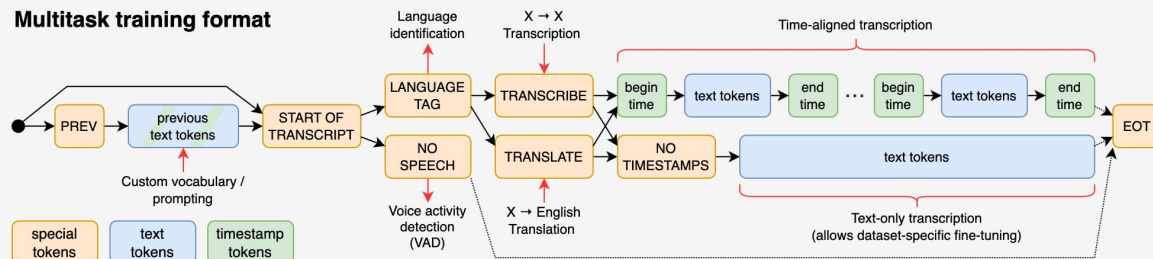 Multitask training format
Language
identification
X → X
Transcription
Time-aligned transcription
PREV
previous
text tokens
START OF
TRANSCRIPT
LANGUAGE
TAG
NO
SPEECH
TRANSCRIBE
TRANSLATE
begin
time
text tokens
end
time
...
begin
time
text tokens
end
time
NO
TIMESTAMPS
text tokens
EOT
Custom vocabulary /
prompting
Voice activity
detection
(VAD)
X → English
Translation
Text-only transcription
(allows dataset-specific fine-tuning)
special
tokens
text
tokens
timestamp
tokens